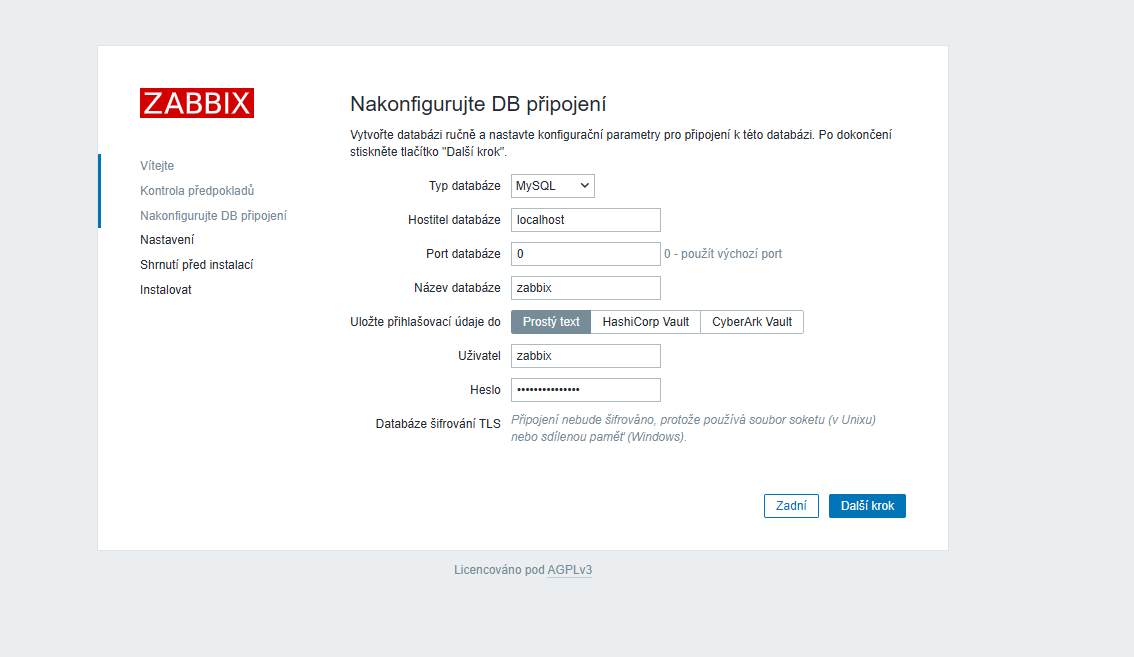 ZABBIX
Vítejte
Kontrola předpokladů
Nakonfigurujte DB připojení
Nastavení
Shrnutí před instalací
Instalovat
Nakonfigurujte DB připojení
Vytvořte databázi ručně a nastavte konfigurační parametry pro připojení k této databázi. Po dokončení
stiskněte tlačítko "Další krok".
Typ databáze MySQL
Hostitel databáze localhost
Port databáze 0 0 - použít výchozí port
Název databáze zabbix
Uložte přihlašovací údaje do Prostý text HashiCorp Vault CyberArk Vault
Uživatel zabbix
Heslo •••••••••••••••
Databáze šifrování TLS Připojení nebude šifrováno, protože používá soubor soketu (v Unixu)
nebo sdílenou paměť (Windows).
Zadní Další krok
Licencováno pod AGPLv3